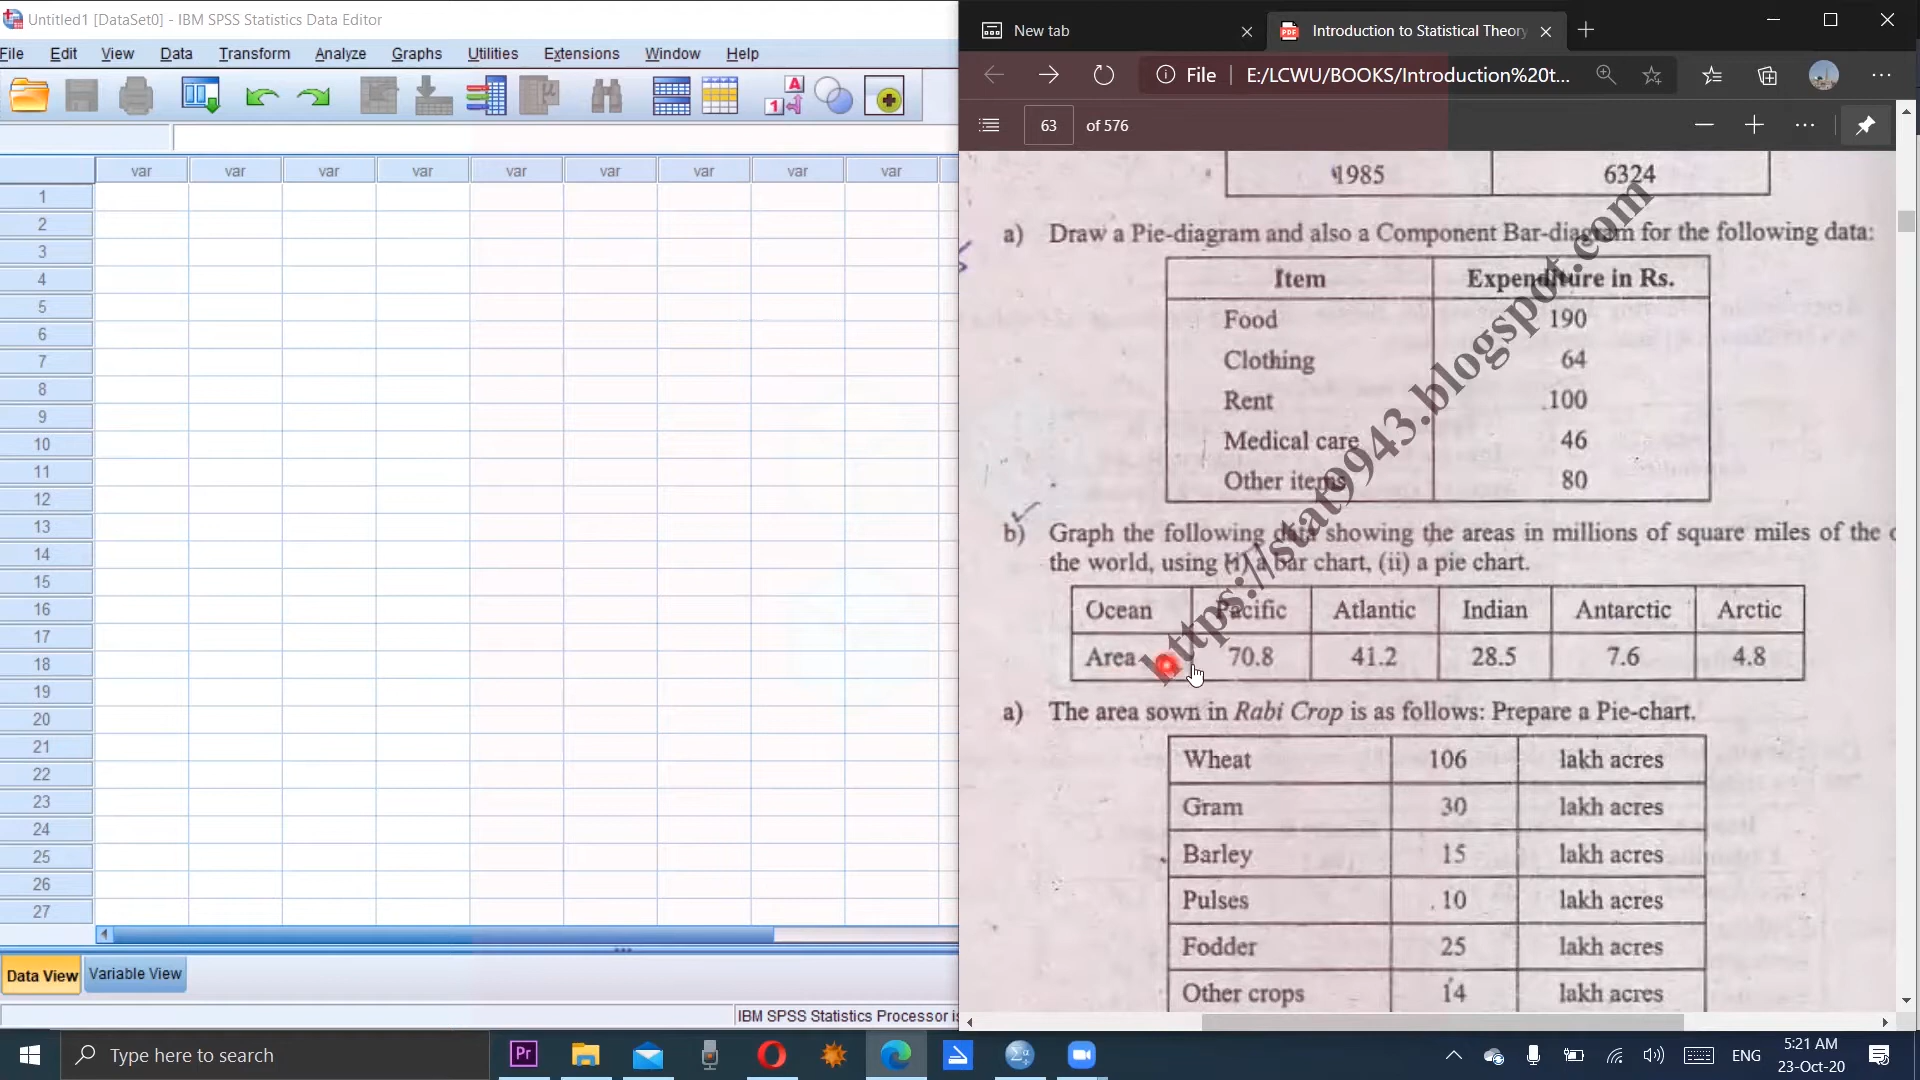 Untitled1 [DataSet0] - IBM SPSS Statistics Data Editor
File Edit View Data Transform Analyze Graphs Utilities Extensions Window Help
var var var var var var var var var
1
2
3
4
5
6
7
8
9
10
11
12
13
14
15
16
17
18
19
20
21
22
23
24
25
26
27
Data View Variable View
IBM SPSS Statistics Processor is
New tab
Introduction to Statistical Theory
File E:/LCWU/BOOKS/Introduction%20t...
63 of 576
1985 6324
a) Draw a Pie-diagram and also a Component Bar-diagram for the following data:
Item Expenditure in Rs.
Food 190
Clothing 64
Rent 100
Medical care 46
Other items 80
b) Graph the following data showing the areas in millions of square miles of the
the world, using (i) a bar chart, (ii) a pie chart.
Ocean Pacific Atlantic Indian Antarctic Arctic
Area 70.8 41.2 28.5 7.6 4.8
a) The area sown in Rabi Crop is as follows: Prepare a Pie-chart.
Wheat 106 lakh acres
Gram 30 lakh acres
Barley 15 lakh acres
Pulses 10 lakh acres
Fodder 25 lakh acres
Other crops 14 lakh acres
https://stat9943.blogspot.com
Type here to search
Pr
ENG
5:21 AM
23-Oct-20